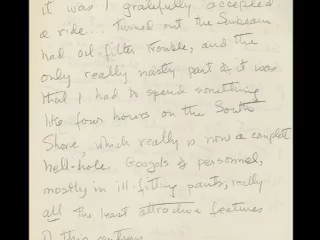 it was I gratefully accepted
a ride... Turned out the Sunbeam
had oil filter trouble, and the
only really nasty part of it was
that I had to spend something
like four hours on the South
Shore, which really is now a complete
hell-hole. Googols of personnel,
mostly in ill-fitting pants, really
all the least attractive features
of this century